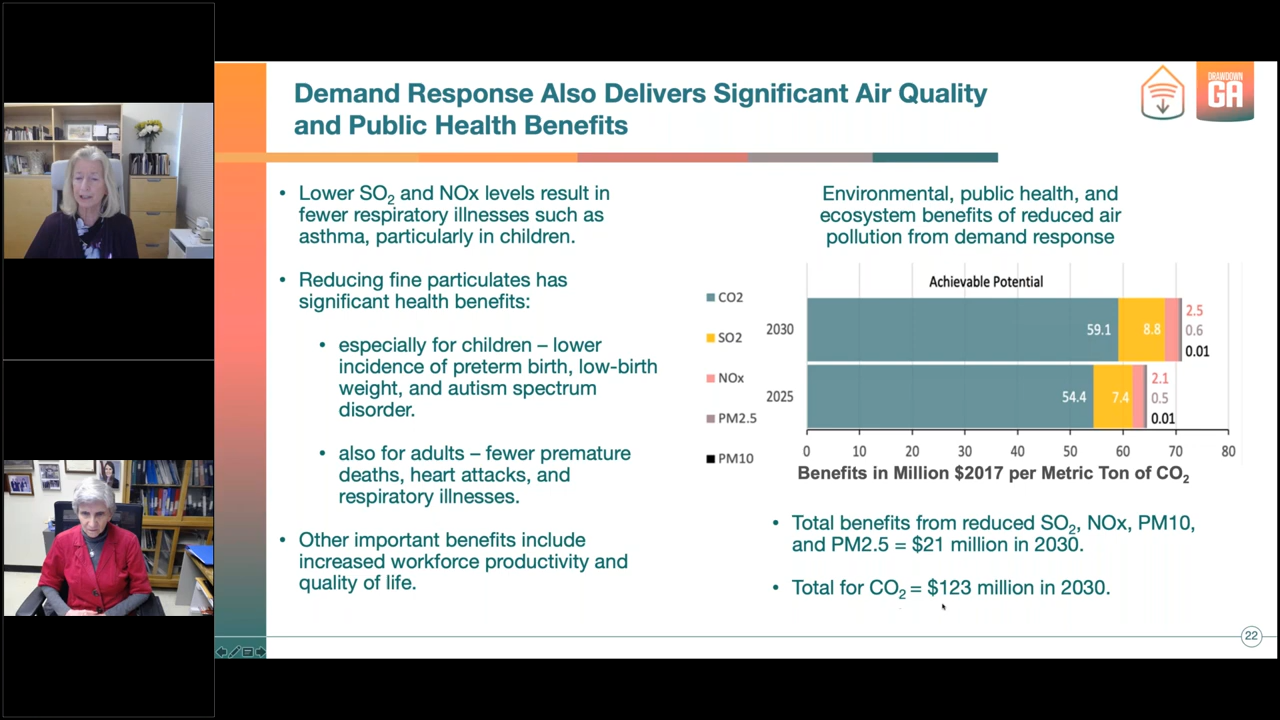 Demand Response Also Delivers Significant Air Quality
and Public Health Benefits
DRAWDOWN
GA
• Lower SO₂ and NOx levels result in
fewer respiratory illnesses such as
asthma, particularly in children.
• Reducing fine particulates has
significant health benefits:
• especially for children – lower
incidence of preterm birth, low-birth
weight, and autism spectrum
disorder.
• also for adults – fewer premature
deaths, heart attacks, and
respiratory illnesses.
• Other important benefits include
increased workforce productivity and
quality of life.
Environmental, public health, and
ecosystem benefits of reduced air
pollution from demand response
Achievable Potential
CO2
SO2
NOx
PM2.5
PM10
2030
59.1
8.8
2.5
0.6
0.01
2025
54.4
7.4
2.1
0.5
0.01
0 10 20 30 40 50 60 70 80
Benefits in Million $2017 per Metric Ton of CO₂
• Total benefits from reduced SO₂, NOx, PM10,
and PM2.5 = $21 million in 2030.
• Total for CO₂ = $123 million in 2030.
22